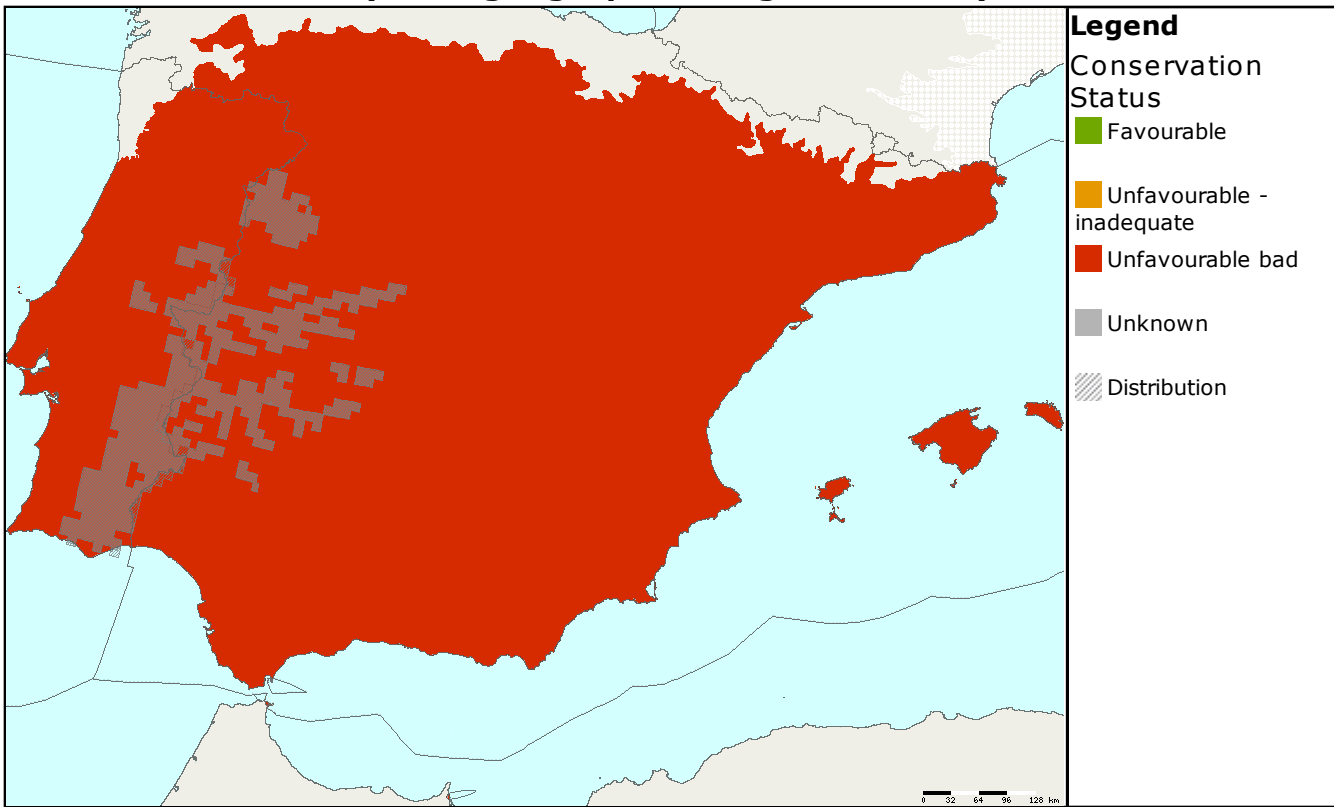 Legend
Conservation
Status
Favourable
Unfavourable -
inadequate
Unfavourable bad
Unknown
Distribution
0 32 64 96 128 km